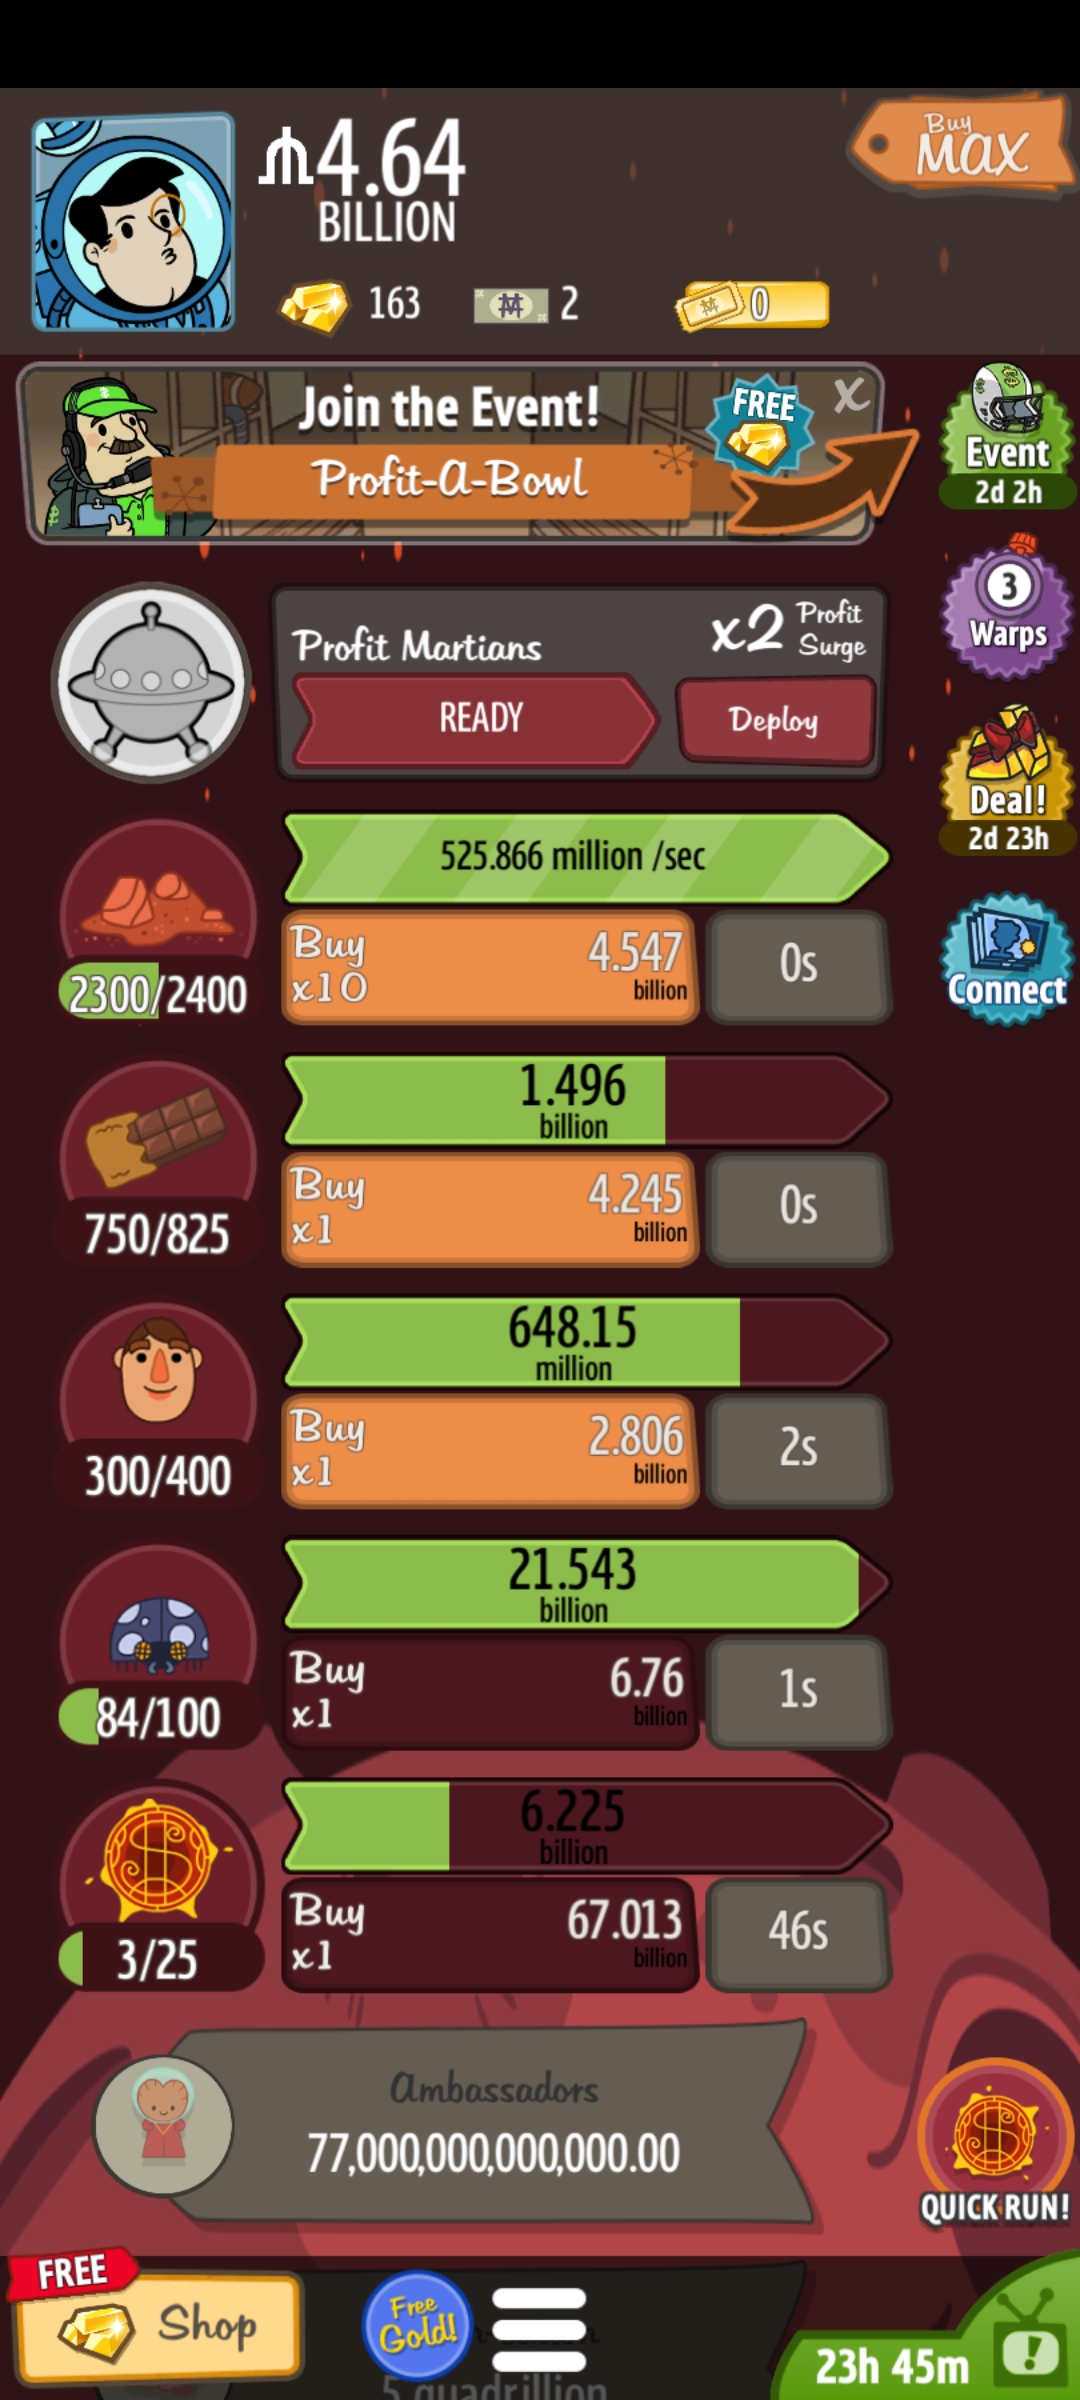 4.64
BILLION
Buy
MAX
163
2
0
Join the Event!
FREE
X
Profit-A-Bowl
Event
2d 2h
3
Warps
Profit Martians
x2 Profit
Surge
READY
Deploy
Deal!
2d 23h
525.866 million /sec
Buy
x10
4.547
billion
0s
2300/2400
Connect
1.496
billion
Buy
x1
4.245
billion
0s
750/825
648.15
million
Buy
x1
2.806
billion
2s
300/400
21.543
billion
Buy
x1
6.76
billion
1s
84/100
6.225
billion
Buy
x1
67.013
billion
46s
3/25
Ambassadors
77,000,000,000,000.00
QUICK RUN!
FREE
Shop
Free
Gold!
5 quadrillion
23h 45m